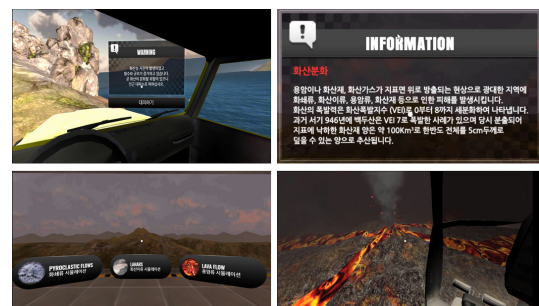 WARNING
대피하기
INFORMATION
화산분화
용암이나 화산재, 화산가스가 지표면 위로 방출되는 현상으로 광대한 지역에
화쇄류, 화산이류, 용암류, 화산재 등으로 인한 피해를 발생시킵니다.
화산의 폭발력은 화산폭발지수 (VEI)로 0부터 8까지 세분화하여 나타냅니다.
과거 서기 946년에 백두산은 VEI 7로 폭발한 사례가 있으며 당시 분출되어
지표에 낙하한 화산재 양은 약 100Km³로 한반도 전체를 5cm두께로
덮을 수 있는 양으로 추산됩니다.
PYROCLASTIC FLOWS
화쇄류 시뮬레이션
LAHARS
화산이류 시뮬레이션
LAVA FLOW
용암류 시뮬레이션